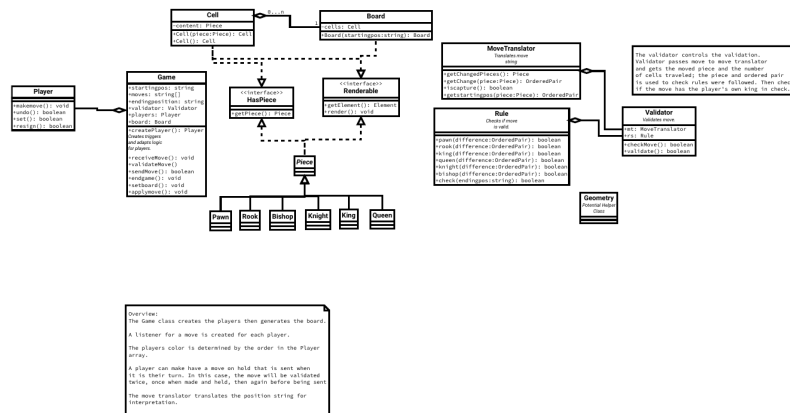 Cell
-content: Piece
+Cell(piece:Piece): Cell
+Cell(): Cell
0...n
1
Board
-cells: Cell
+Board(startingpos:string): Board
MoveTranslator
Translates move
string
+getChangedPieces(): Piece
+getChange(piece:Piece): OrderedPair
+iscapture(): boolean
+getstartingpos(piece:Piece): OrderedPair
The validator controls the validation.
Validator passes move to move translator
and gets the moved piece and the number
of cells traveled; the piece and ordered pair
is used to check rules were followed. Then chec
if the move has the player's own king in check.
Player
+makemove(): void
+undo(): boolean
+set(): boolean
+resign(): boolean
Game
+startingpos: string
+moves: string[]
+endingposition: string
+validator: Validator
+players: Player
+board: Board
+createPlayer(): Player
Creates triggers
and adapts logic
for players.
+receiveMove(): void
+validateMove()
+sendMove(): boolean
+endgame(): void
+setboard(): void
+applymove(): void
<<interface>>
HasPiece
+getPiece(): Piece
<<interface>>
Renderable
+getElement(): Element
+render(): void
Rule
Checks if move
is valid
+pawn(difference:OrderedPair): boolean
+rook(difference:OrderedPair): boolean
+king(difference:OrderedPair): boolean
+queen(difference:OrderedPair): boolean
+knight(difference:OrderedPair): boolean
+bishop(difference:OrderedPair): boolean
+check(endingpos:string): boolean
Validator
Validates move
+mt: MoveTranslator
+rs: Rule
+checkMove(): boolean
+validate(): boolean
Piece
Pawn
Rook
Bishop
Knight
King
Queen
Geometry
Potential Helper
Class
Overview:
The Game class creates the players then generates the board.
A listener for a move is created for each player.
The players color is determined by the order in the Player
array.
A player can make have a move on hold that is sent when
it is their turn. In this case, the move will be validated
twice, once when made and held, then again before being sent
The move translator translates the position string for
interpretation.